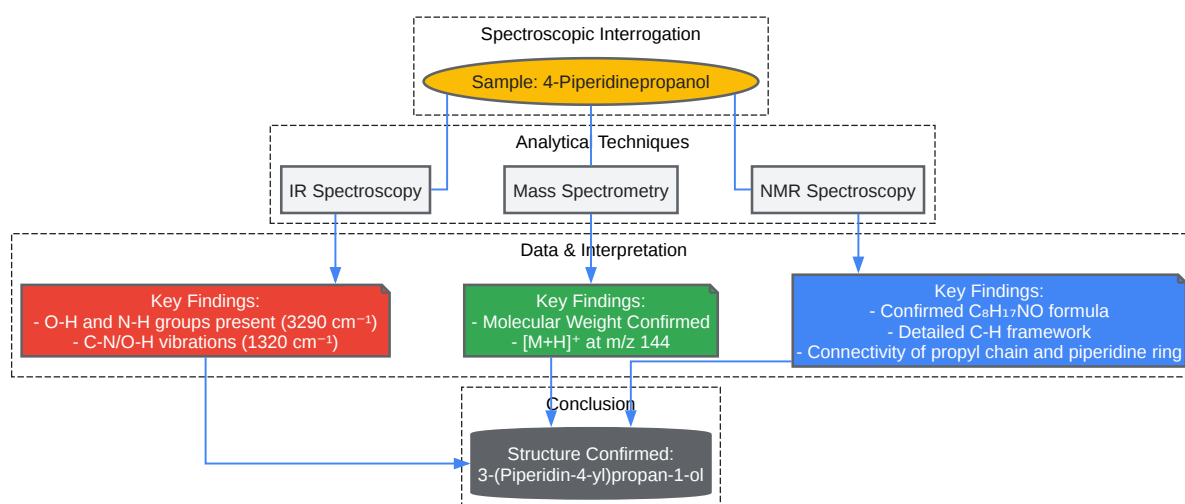 Spectroscopic Interrogation
Sample: 4-Piperidinepropanol
Analytical Techniques
IR Spectroscopy
Mass Spectrometry
NMR Spectroscopy
Data & Interpretation
Key Findings:
- O-H and N-H groups present (3290 cm⁻¹)
- C-N/O-H vibrations (1320 cm⁻¹)
Key Findings:
- Molecular Weight Confirmed
- [M+H]⁺ at m/z 144
Key Findings:
- Confirmed C₈H₁₇NO formula
- Detailed C-H framework
- Connectivity of propyl chain and piperidine ring
Conclusion
Structure Confirmed:
3-(Piperidin-4-yl)propan-1-ol